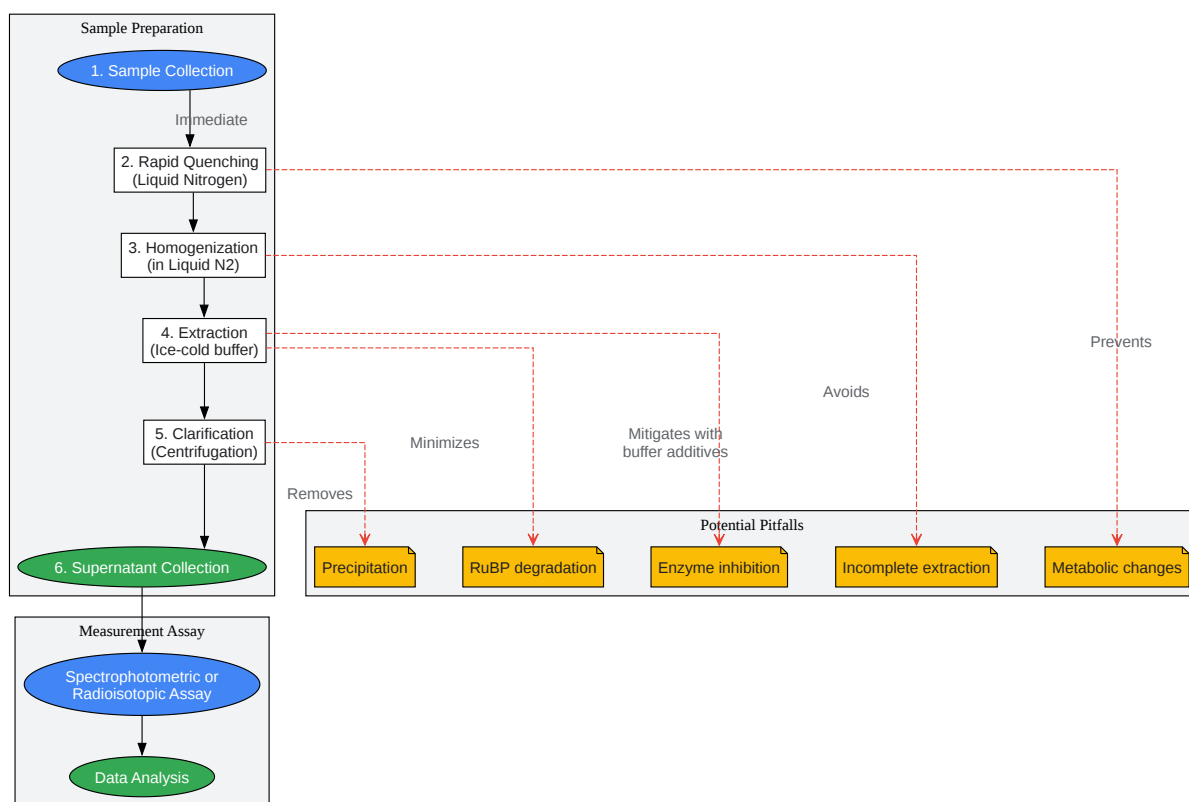 Sample Preparation
1. Sample Collection
Immediate
2. Rapid Quenching
(Liquid Nitrogen)
3. Homogenization
(in Liquid N2)
4. Extraction
(Ice-cold buffer)
5. Clarification
(Centrifugation)
6. Supernatant Collection
Prevents
Avoids
Mitigates with
buffer additives
Minimizes
Removes
Potential Pitfalls
Precipitation
RuBP degradation
Enzyme inhibition
Incomplete extraction
Metabolic changes
Measurement Assay
Spectrophotometric or
Radioisotopic Assay
Data Analysis